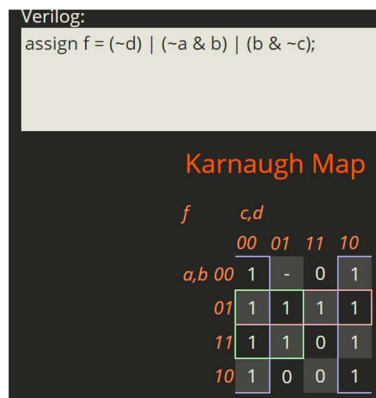 Verilog:
assign f = (~d) | (~a & b) | (b & ~c);
Karnaugh Map
f c,d
00 01 11 10
a,b 00 1 - 0 1
01 1 1 1 1
11 1 1 0 1
10 1 0 0 1